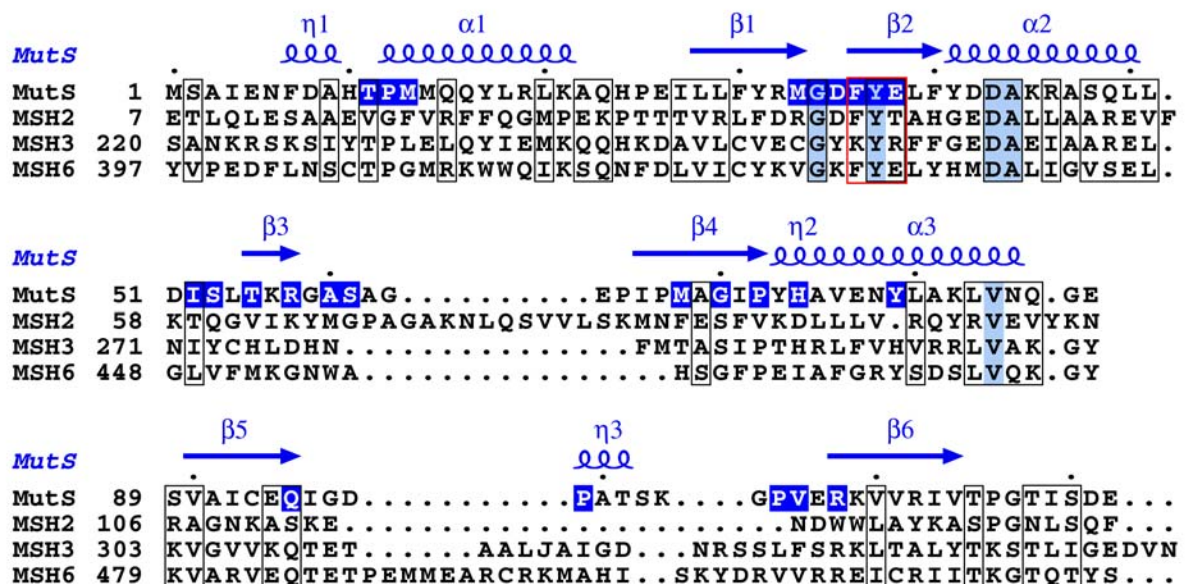 η1 α1 β1 β2 α2
MutS
MutS 1 MSAIENFDAHTPMMQQYLRLKAQHPEILLFYRMGDFYELFYDDAKRASQLL.
MSH2 7 ETLQLESAAEVGFVRFFQGMPEKPTTTVRLFDRGDFYTAHGEDALLAAREVF
MSH3 220 SANKRSKSIYTPLELQYIEMKQQHKDAVLCVECGYKYRFFGEDAEIAAREL.
MSH6 397 YVPEDFLNSCTPGMRKWWQIKSQNFDLVICYKVGKFYELYHMDALIGVSEL.
β3 β4 η2 α3
MutS
MutS 51 DISLTKRGASAG..........EPIPMAGIPYHAVENYLAKLVNQ.GE
MSH2 58 KTQGVIKYMGPAGAKNLQSVVLSKMNFESFVKDLLLV.RQYRVEVYKN
MSH3 271 NIYCHLDHN...............FMTASIPTHRLFVHVRRLVAK.GY
MSH6 448 GLVFMKGNWA................HSGFPEIAFGRYSDSLVQK.GY
β5 η3 β6
MutS
MutS 89 SVAICEQIGD...........PATSK....GPVERKVVRIVTPGTISDE...
MSH2 106 RAGNKASKE.......................NDWWLAYKASPGNLSQF...
MSH3 303 KVGVVKQTET......AALJAIGD...NRSSLFSRKLTALYTKSTLIGEDVN
MSH6 479 KVARVEQTETPEMMEARCRKMAHI..SKYDRVVRREICRIITKGTQTYS...